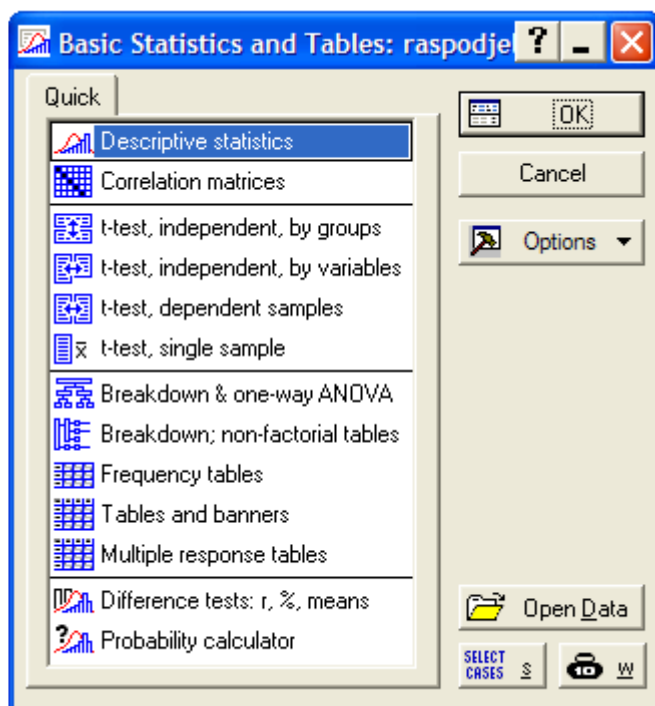 Basic Statistics and Tables: raspodjel
Quick
Descriptive statistics
Correlation matrices
t-test, independent, by groups
t-test, independent, by variables
t-test, dependent samples
t-test, single sample
Breakdown & one-way ANOVA
Breakdown; non-factorial tables
Frequency tables
Tables and banners
Multiple response tables
Difference tests: r, %, means
Probability calculator
OK
Cancel
Options
Open Data
SELECT
CASES S
W